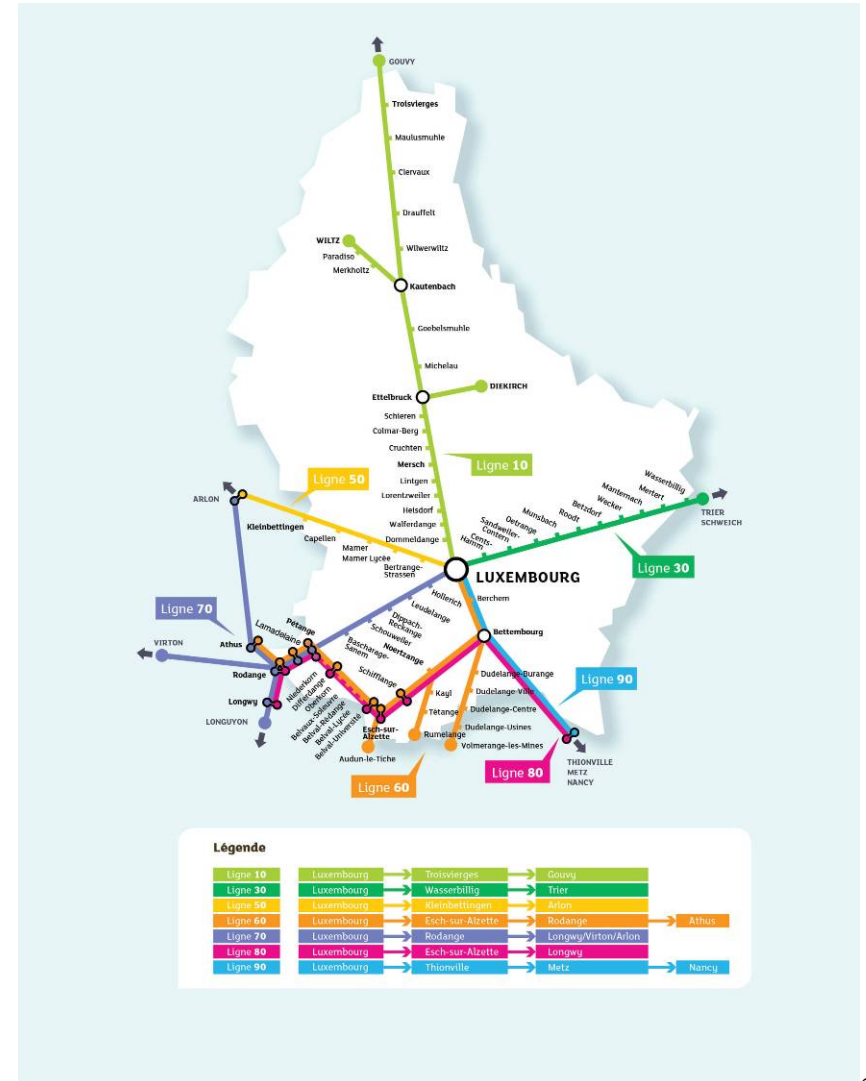 GOUVY
Troisvierges
Maulusmuhle
Clervaux
Drauffelt
WILTZ
Wilwerwiltz
Paradiso
Merkholtz
Kautenbach
Goebelsmuhle
Michelau
DIEKIRCH
Ettelbruck
Schieren
Colmar-Berg
Cruchten
Mersch
Ligne 10
Lintgen
Lorentzweiler
Helsdorf
Walferdange
Dommeldange
Ligne 50
ARLON
Kleinbettingen
Capellen
Mamer
Mamer Lycée
Bertrange-
Strassen
Wasserbillig
Mertert
Manternach
Wecker
Betzdorf
Roodt
Munsbach
Oetrange
Sandweiler-
Contern
Cents-
Hamm
TRIER
SCHWEICH
Ligne 30
LUXEMBOURG
Hollerich
Leudelange
Dippach-
Reckange
Schouweller
Bascharage-
Sanem
Berchem
Bettembourg
Ligne 70
VIRTON
Athus
Lamadelaine
Pétange
Rodange
Longwy
LONGUYON
Niederkorn
Differdange
Oberkorn
Belvaux-Soleuvre
Belval-Rédange
Belval-Lycée
Belval-Université
Esch-sur-
Alzette
Audun-le-Tiche
Schifflange
Noertzange
Kayl
Tétange
Rumelange
Dudelange-Burange
Dudelange-Ville
Dudelange-Centre
Dudelange-Usines
Volmerange-les-Mines
Ligne 60
Ligne 90
Ligne 80
THIONVILLE
METZ
NANCY
Légende
Ligne 10 Luxembourg Troisvierges Gouvy
Ligne 30 Luxembourg Wasserbillig Trier
Ligne 50 Luxembourg Kleinbettingen Arlon
Ligne 60 Luxembourg Esch-sur-Alzette Rodange Athus
Ligne 70 Luxembourg Rodange Longwy/Virton/Arlon
Ligne 80 Luxembourg Esch-sur-Alzette Longwy
Ligne 90 Luxembourg Thionville Metz Nancy